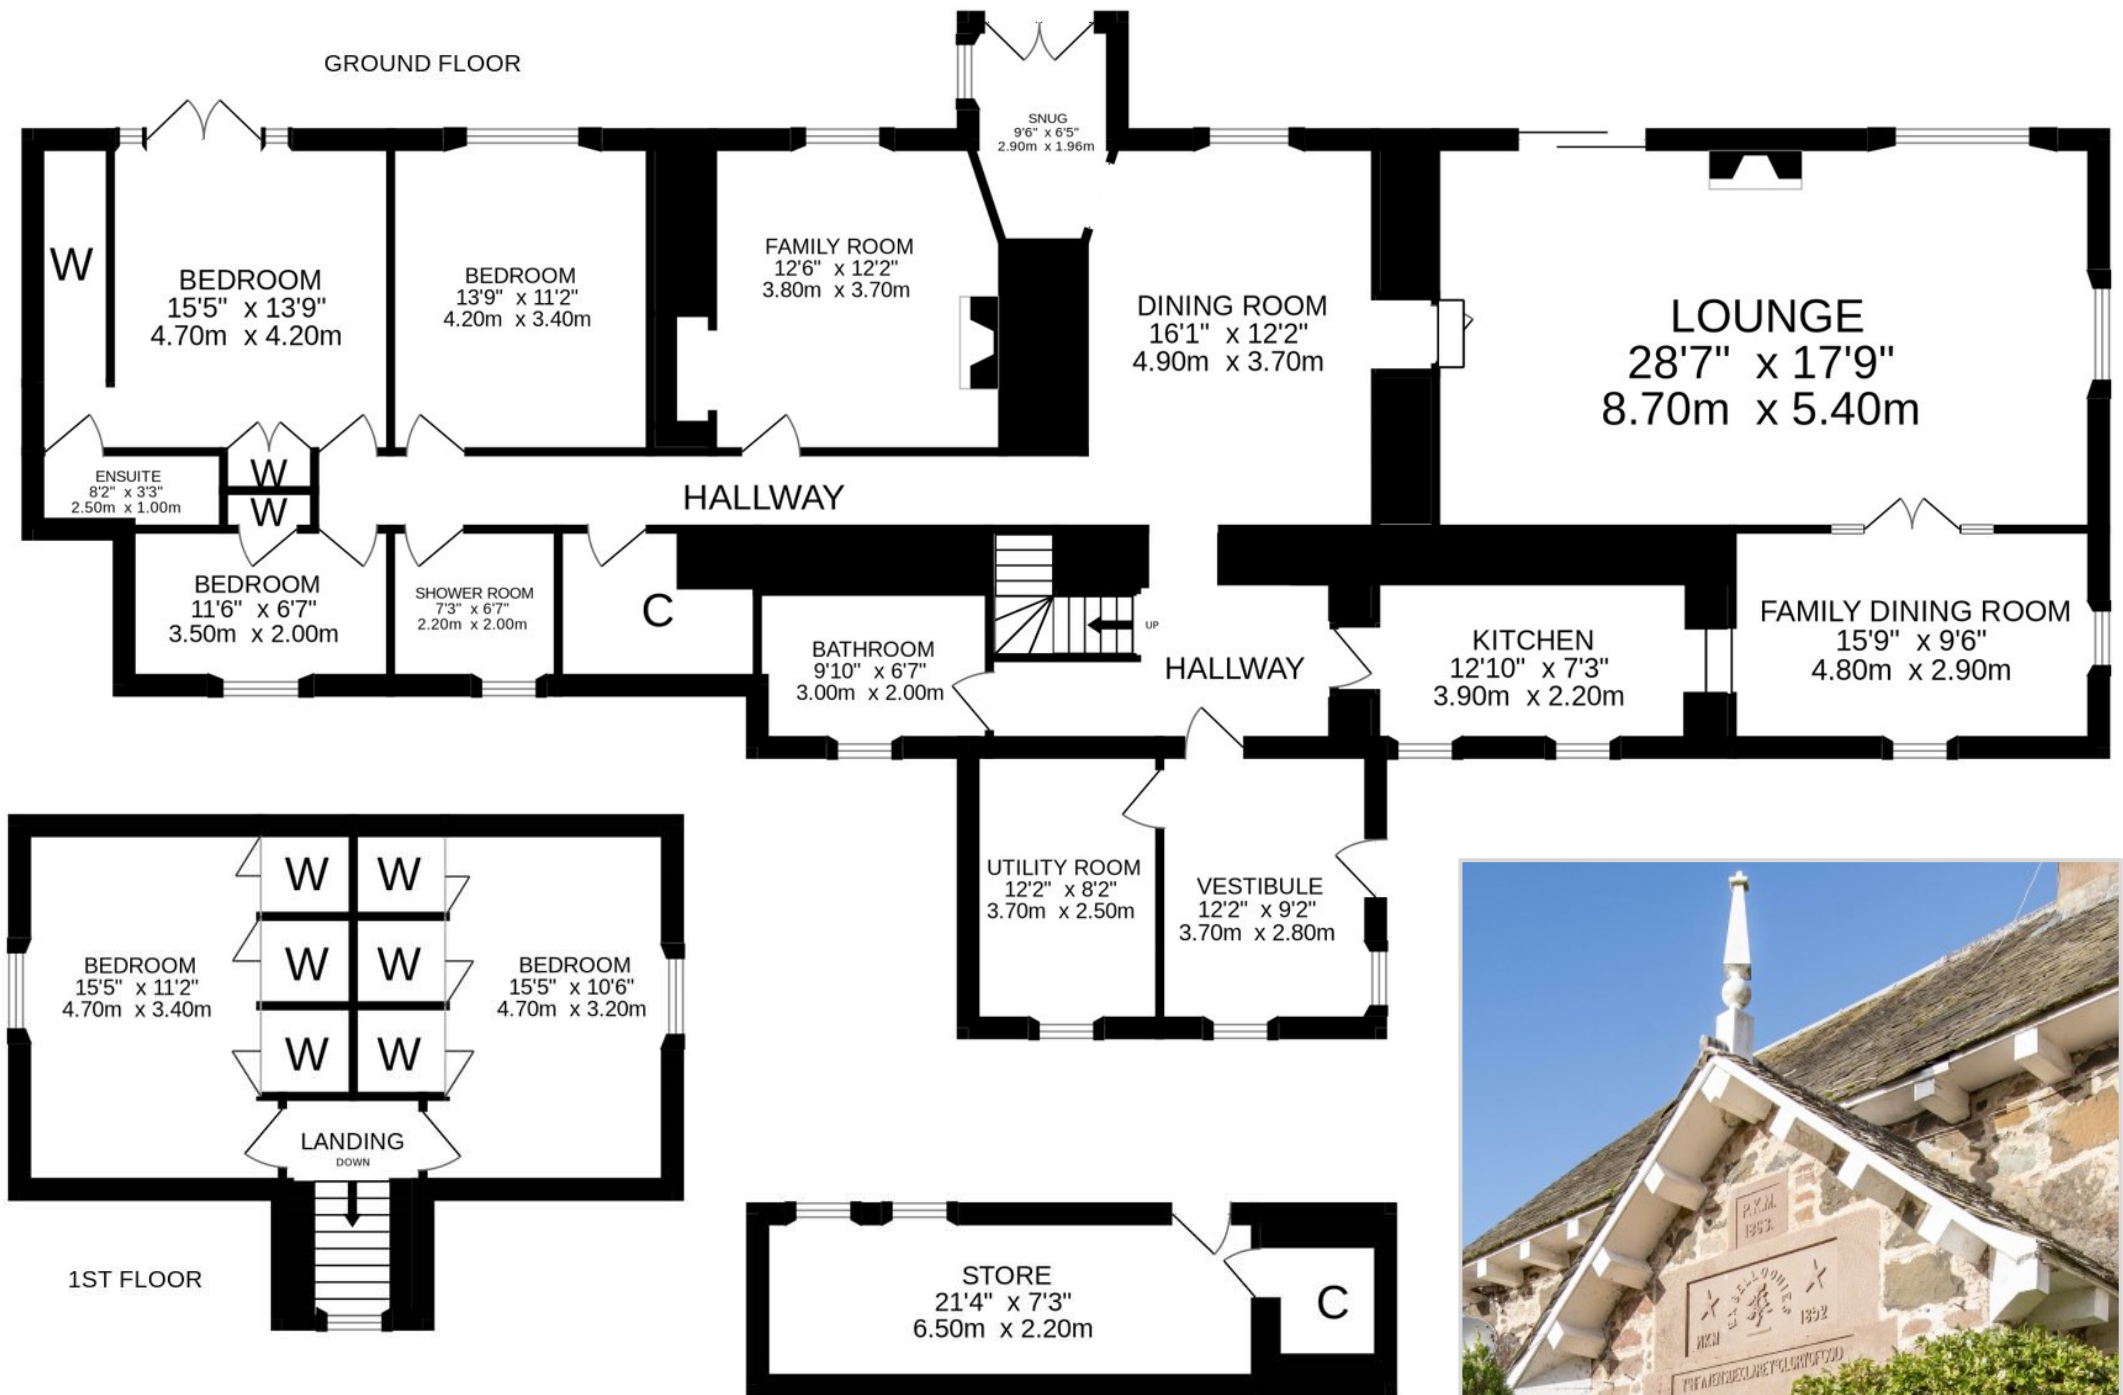 GROUND FLOOR
SNUG
9'6" x 6'5"
2.90m x 1.96m
W
BEDROOM
15'5" x 13'9"
4.70m x 4.20m
BEDROOM
13'9" x 11'2"
4.20m x 3.40m
FAMILY ROOM
12'6" x 12'2"
3.80m x 3.70m
DINING ROOM
16'1" x 12'2"
4.90m x 3.70m
LOUNGE
28'7" x 17'9"
8.70m x 5.40m
ENSUITE
8'2" x 3'3"
2.50m x 1.00m
W
W
HALLWAY
BEDROOM
11'6" x 6'7"
3.50m x 2.00m
SHOWER ROOM
7'3" x 6'7"
2.20m x 2.00m
C
BATHROOM
9'10" x 6'7"
3.00m x 2.00m
UP
HALLWAY
KITCHEN
12'10" x 7'3"
3.90m x 2.20m
FAMILY DINING ROOM
15'9" x 9'6"
4.80m x 2.90m
UTILITY ROOM
12'2" x 8'2"
3.70m x 2.50m
VESTIBULE
12'2" x 9'2"
3.70m x 2.80m
W W
W W
W W
BEDROOM
15'5" x 11'2"
4.70m x 3.40m
BEDROOM
15'5" x 10'6"
4.70m x 3.20m
LANDING
DOWN
1ST FLOOR
STORE
21'4" x 7'3"
6.50m x 2.20m
C
P.K.M.
1892